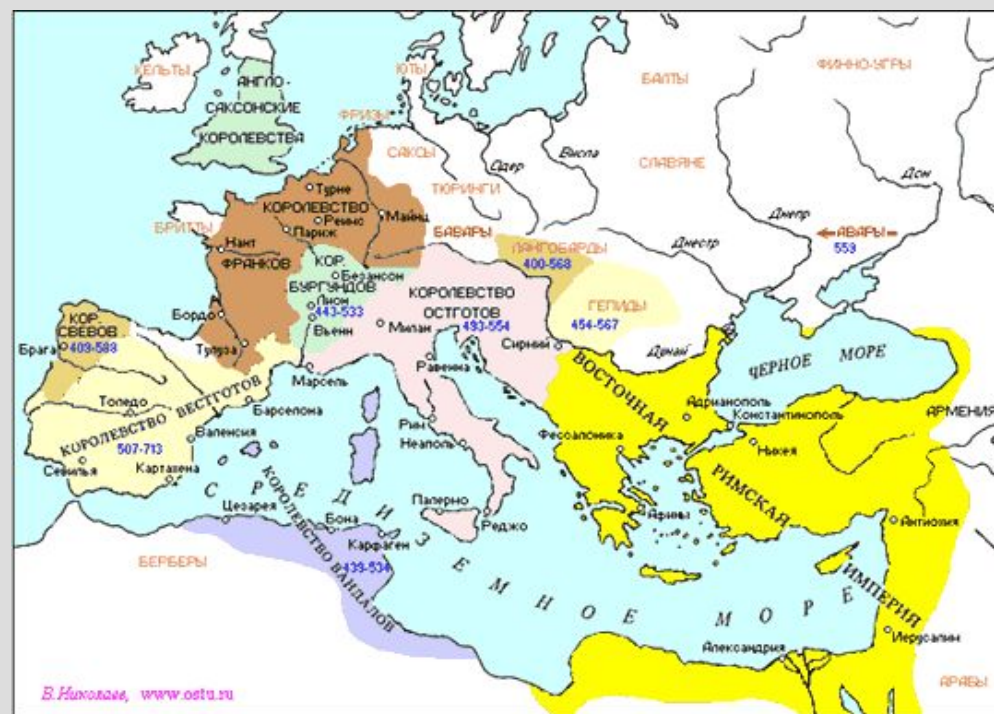 КЕЛЬТЫ
АНГЛО-
САКСОНСКИЕ
КОРОЛЕВСТВА
ЮТЫ
ФРИЗЫ
САКСЫ
БАЛТЫ
ФИННО-УГРЫ
СЛАВЯНЕ
ТЮРИНГИ
Одер
Висла
Днепр
Дон
Днестр
АВАРЫ
559
Турне
КОРОЛЕВСТВО
Реймс
Майнц
Париж
БРИТТЫ
Нант
ФРАНКОВ
БАВАРЫ
ЛАНГОБАРДЫ
400-568
КОР.
Безансон
БУРГУНДОВ
Лион
443-533
Вьенн
КОРОЛЕВСТВО
ОСТГОТОВ
493-554
Милан
ГЕПИДЫ
454-567
Сирмий
Дунай
Бордо
Тулуза
КОР.
СВЕВОВ
409-588
Брага
Марсель
Равенна
Толедо
КОРОЛЕВСТВО ВЕСТГОТОВ
507-713
Барселона
Валенсия
Севилья
Картахена
Рим
Неаполь
ВОСТОЧНАЯ
РИМСКАЯ
ИМПЕРИЯ
ЧЕРНОЕ МОРЕ
Адрианополь
Константинополь
АРМЕНИЯ
Никея
Фессалоника
Афины
Антиохия
СРЕДИЗЕМНОЕ МОРЕ
КОРОЛЕВСТВО ВАНДАЛОВ
439-534
Цезарея
Бона
Карфаген
Палермо
Реджо
БЕРБЕРЫ
Александрия
Иерусалим
АРАБЫ
В.Николаев, www.ostu.ru